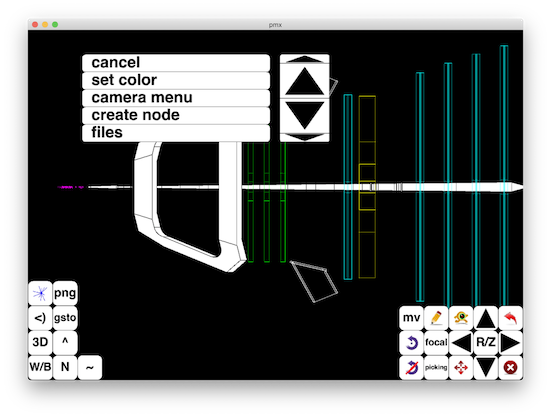 pmx
cancel
set color
camera menu
create node
files
png
<) gsto
3D ^
W/B N ~
mv
focal R/Z
picking